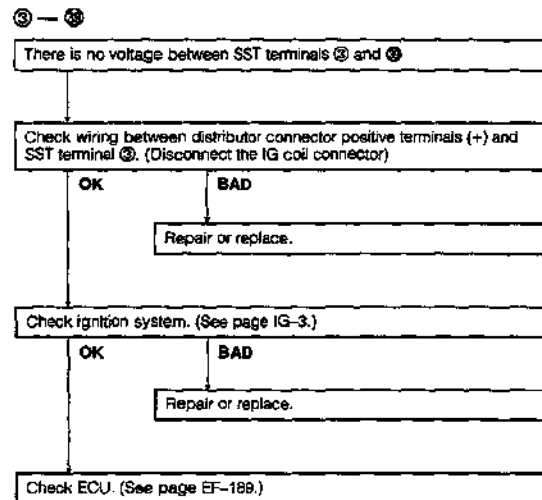 ③ — ㊴
There is no voltage between SST terminals ③ and ㊴
Check wiring between distributor connector positive terminals (+) and
SST terminal ③. (Disconnect the IG coil connector)
OK BAD
Repair or replace.
Check ignition system. (See page IG–3.)
OK BAD
Repair or replace.
Check ECU. (See page EF–189.)